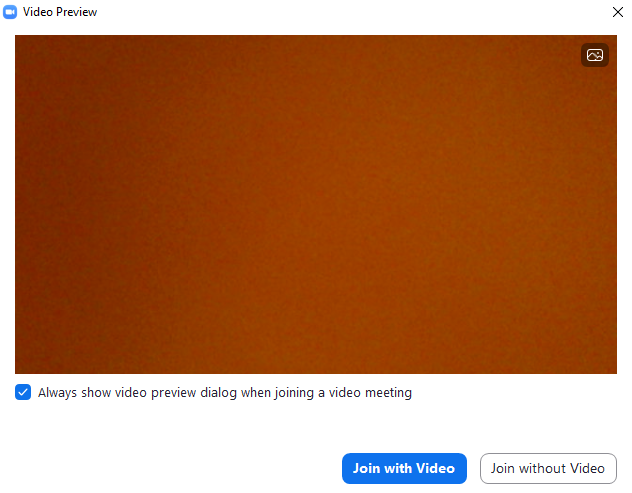 Video Preview
Always show video preview dialog when joining a video meeting
Join with Video
Join without Video